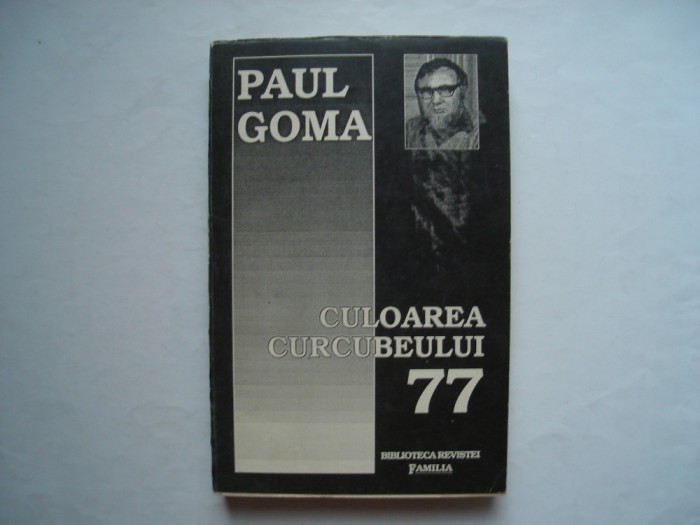 PAUL
GOMA
CULOAREA
CURCUBEULUI
77
BIBLIOTECA REVISTEI
FAMILIA